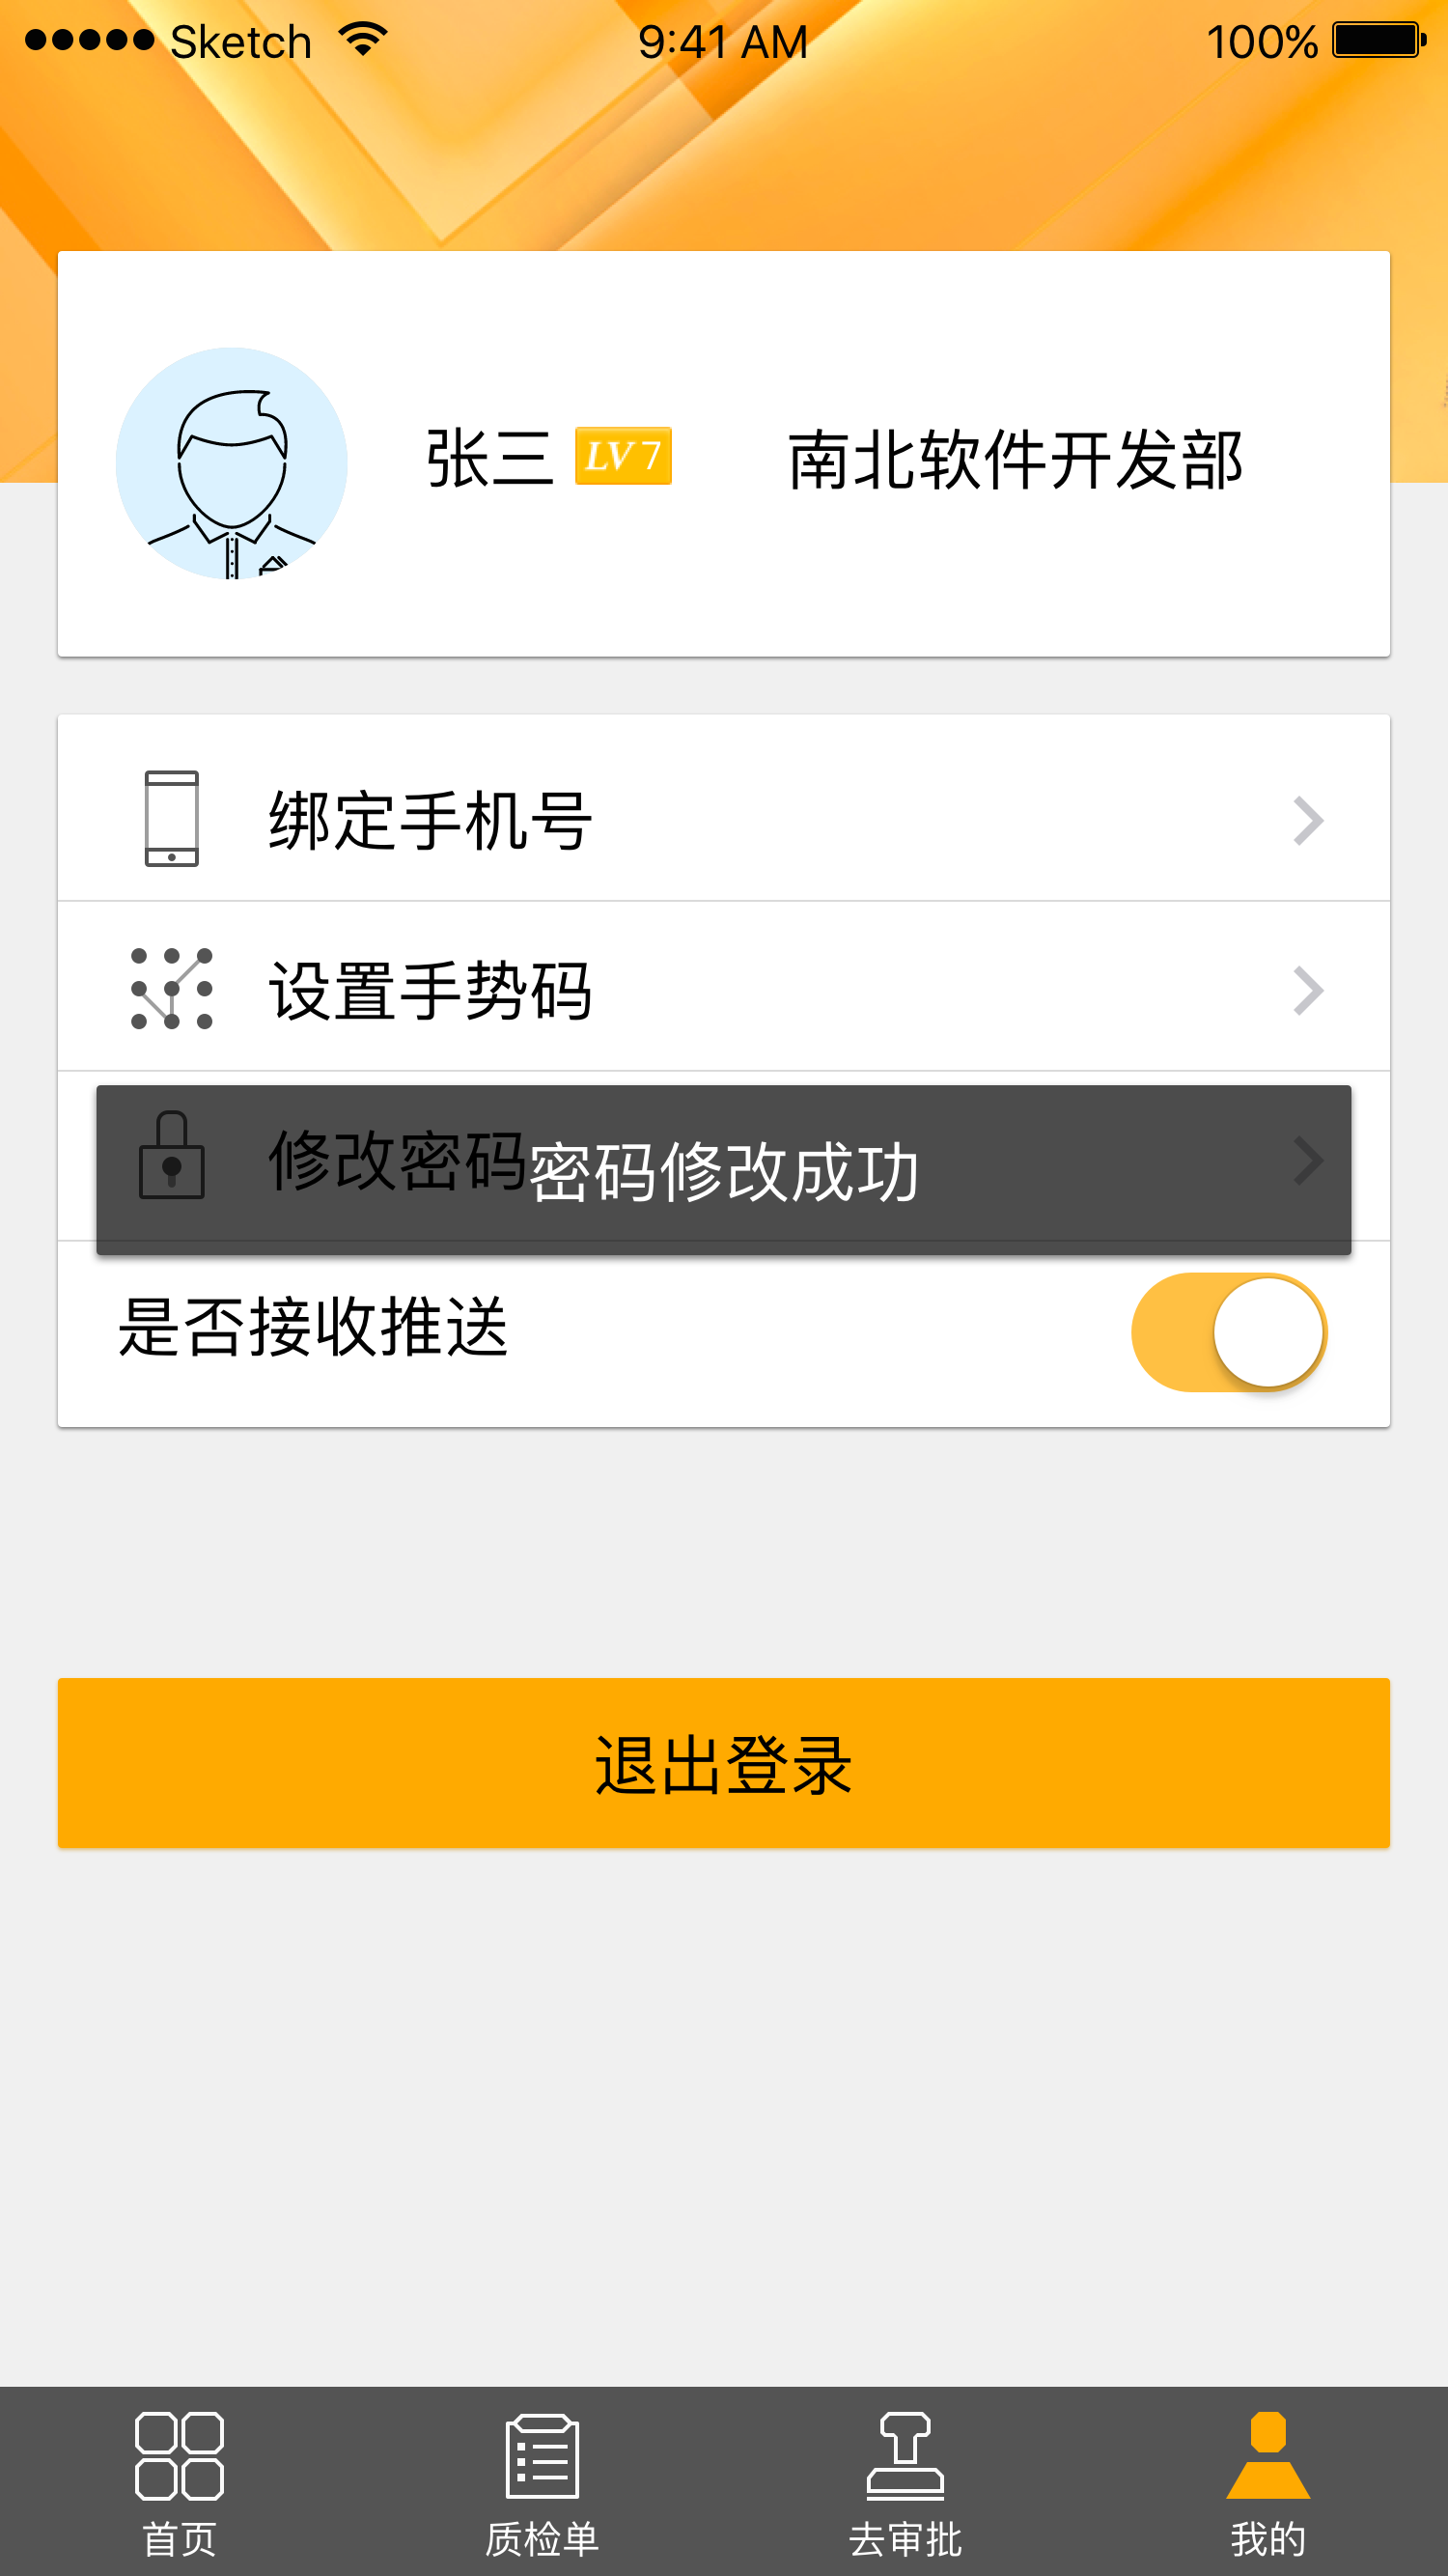 Sketch 9:41 AM 100%
张三 LV 7 南北软件开发部
绑定手机号
设置手势码
修改密码
密码修改成功
是否接收推送
退出登录
首页 质检单 去审批 我的